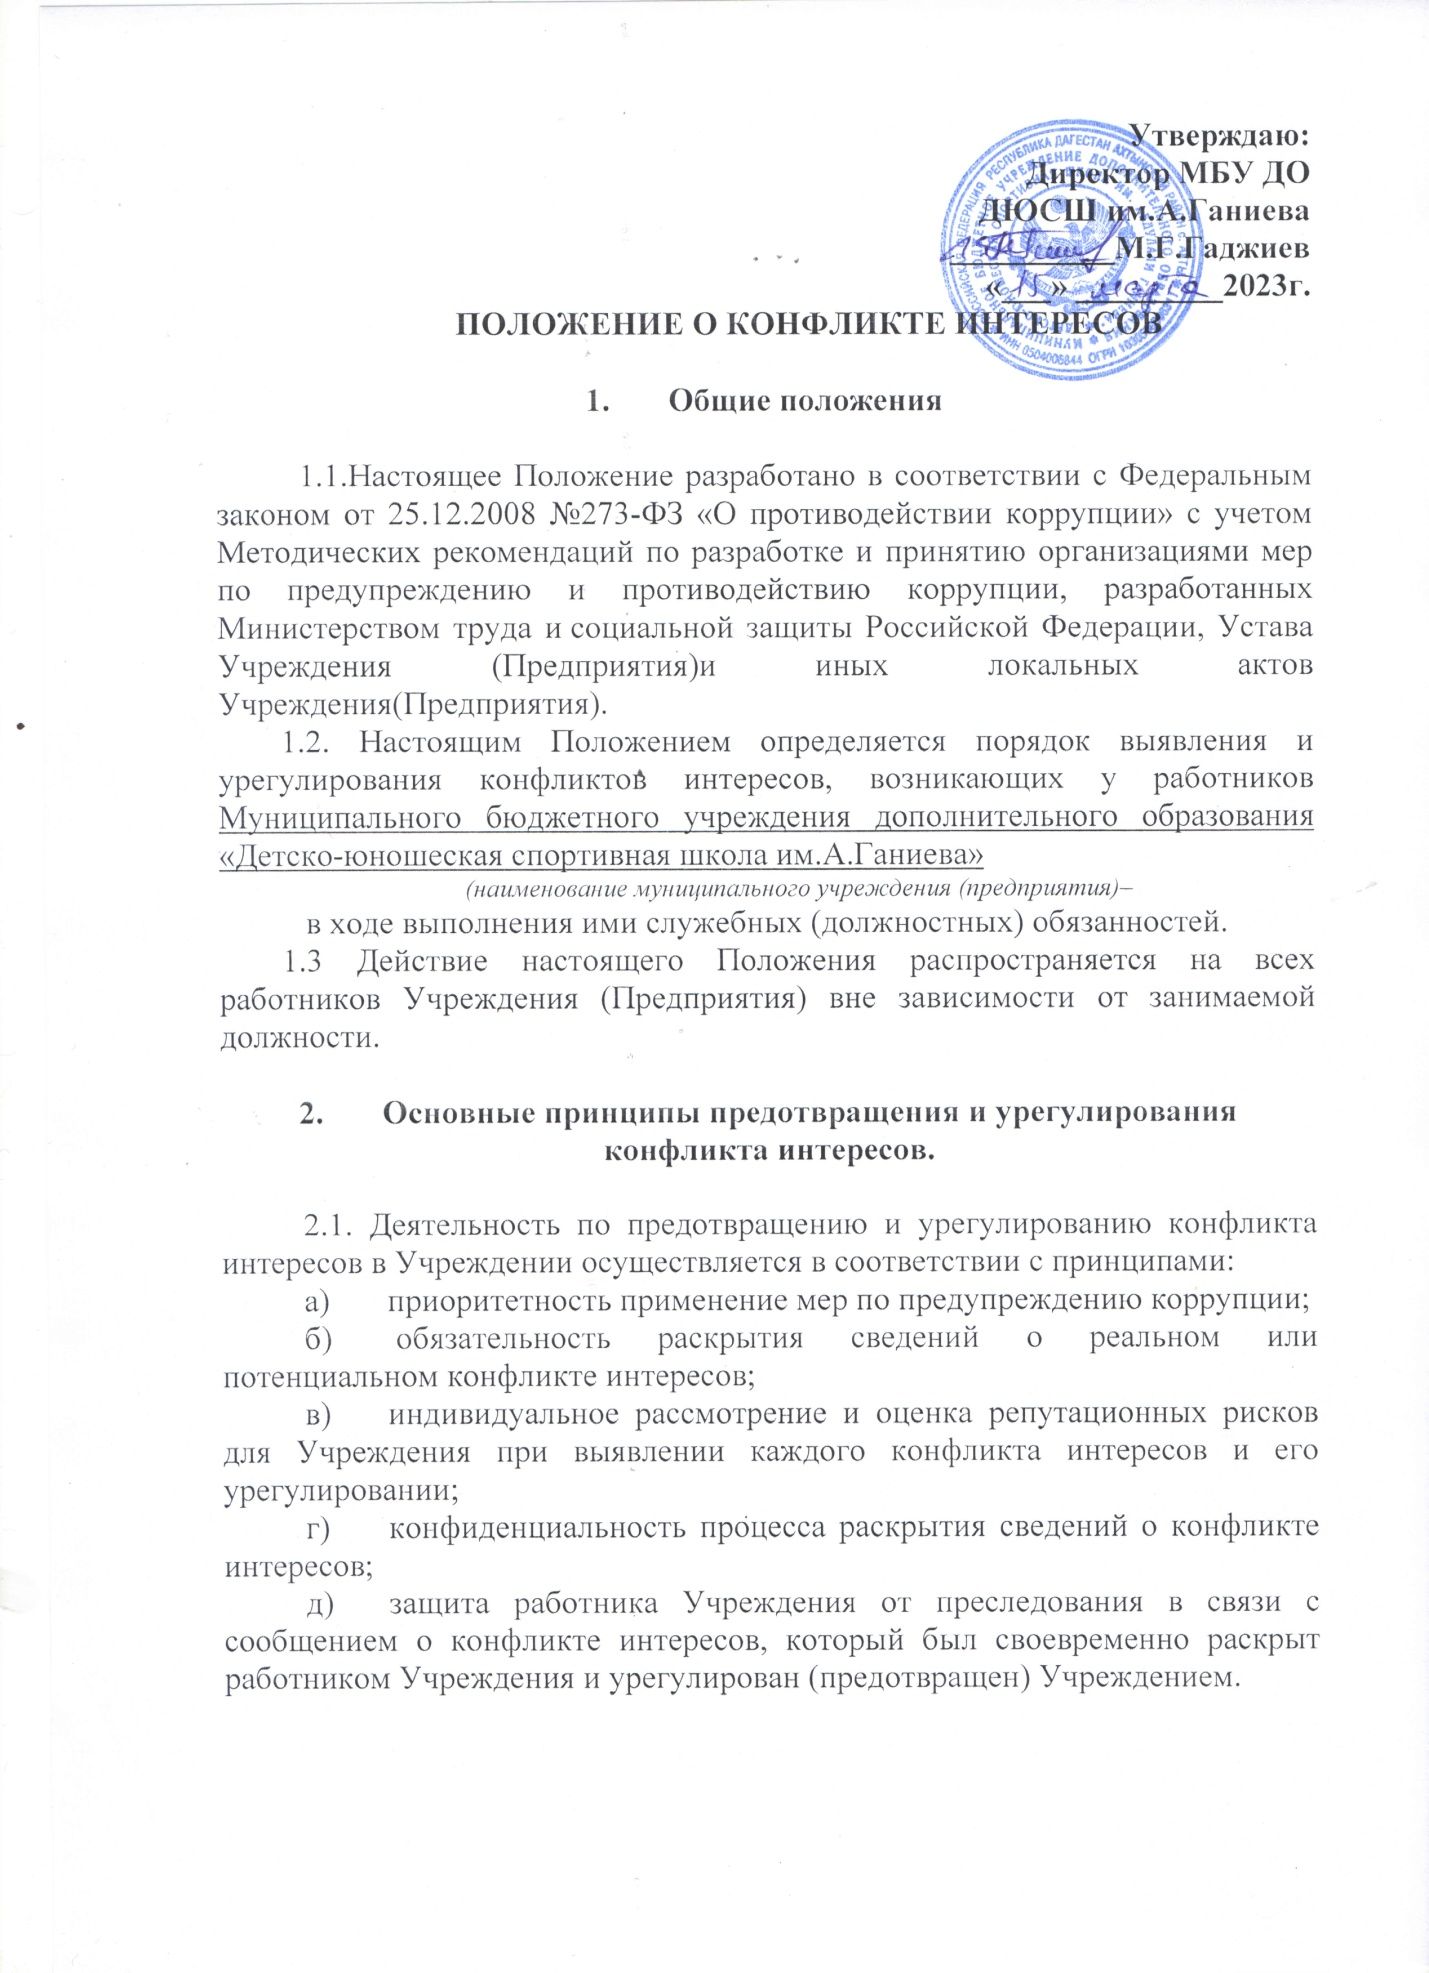 Утверждаю:
Директор МБУ ДО
ДЮСШ им.А.Ганиева
__________М.Г.Гаджиев
« 15 » марта 2023г.
ПОЛОЖЕНИЕ О КОНФЛИКТЕ ИНТЕРЕСОВ
1. Общие положения
1.1.Настоящее Положение разработано в соответствии с Федеральным
законом от 25.12.2008 №273-ФЗ «О противодействии коррупции» с учетом
Методических рекомендаций по разработке и принятию организациями мер
по предупреждению и противодействию коррупции, разработанных
Министерством труда и социальной защиты Российской Федерации, Устава
Учреждения (Предприятия)и иных локальных актов
Учреждения(Предприятия).
1.2. Настоящим Положением определяется порядок выявления и
урегулирования конфликтов интересов, возникающих у работников
Муниципального бюджетного учреждения дополнительного образования
«Детско-юношеская спортивная школа им.А.Ганиева»
(наименование муниципального учреждения (предприятия)–
в ходе выполнения ими служебных (должностных) обязанностей.
1.3 Действие настоящего Положения распространяется на всех
работников Учреждения (Предприятия) вне зависимости от занимаемой
должности.
2. Основные принципы предотвращения и урегулирования
конфликта интересов.
2.1. Деятельность по предотвращению и урегулированию конфликта
интересов в Учреждении осуществляется в соответствии с принципами:
а) приоритетность применение мер по предупреждению коррупции;
б) обязательность раскрытия сведений о реальном или
потенциальном конфликте интересов;
в) индивидуальное рассмотрение и оценка репутационных рисков
для Учреждения при выявлении каждого конфликта интересов и его
урегулировании;
г) конфиденциальность процесса раскрытия сведений о конфликте
интересов;
д) защита работника Учреждения от преследования в связи с
сообщением о конфликте интересов, который был своевременно раскрыт
работником Учреждения и урегулирован (предотвращен) Учреждением.